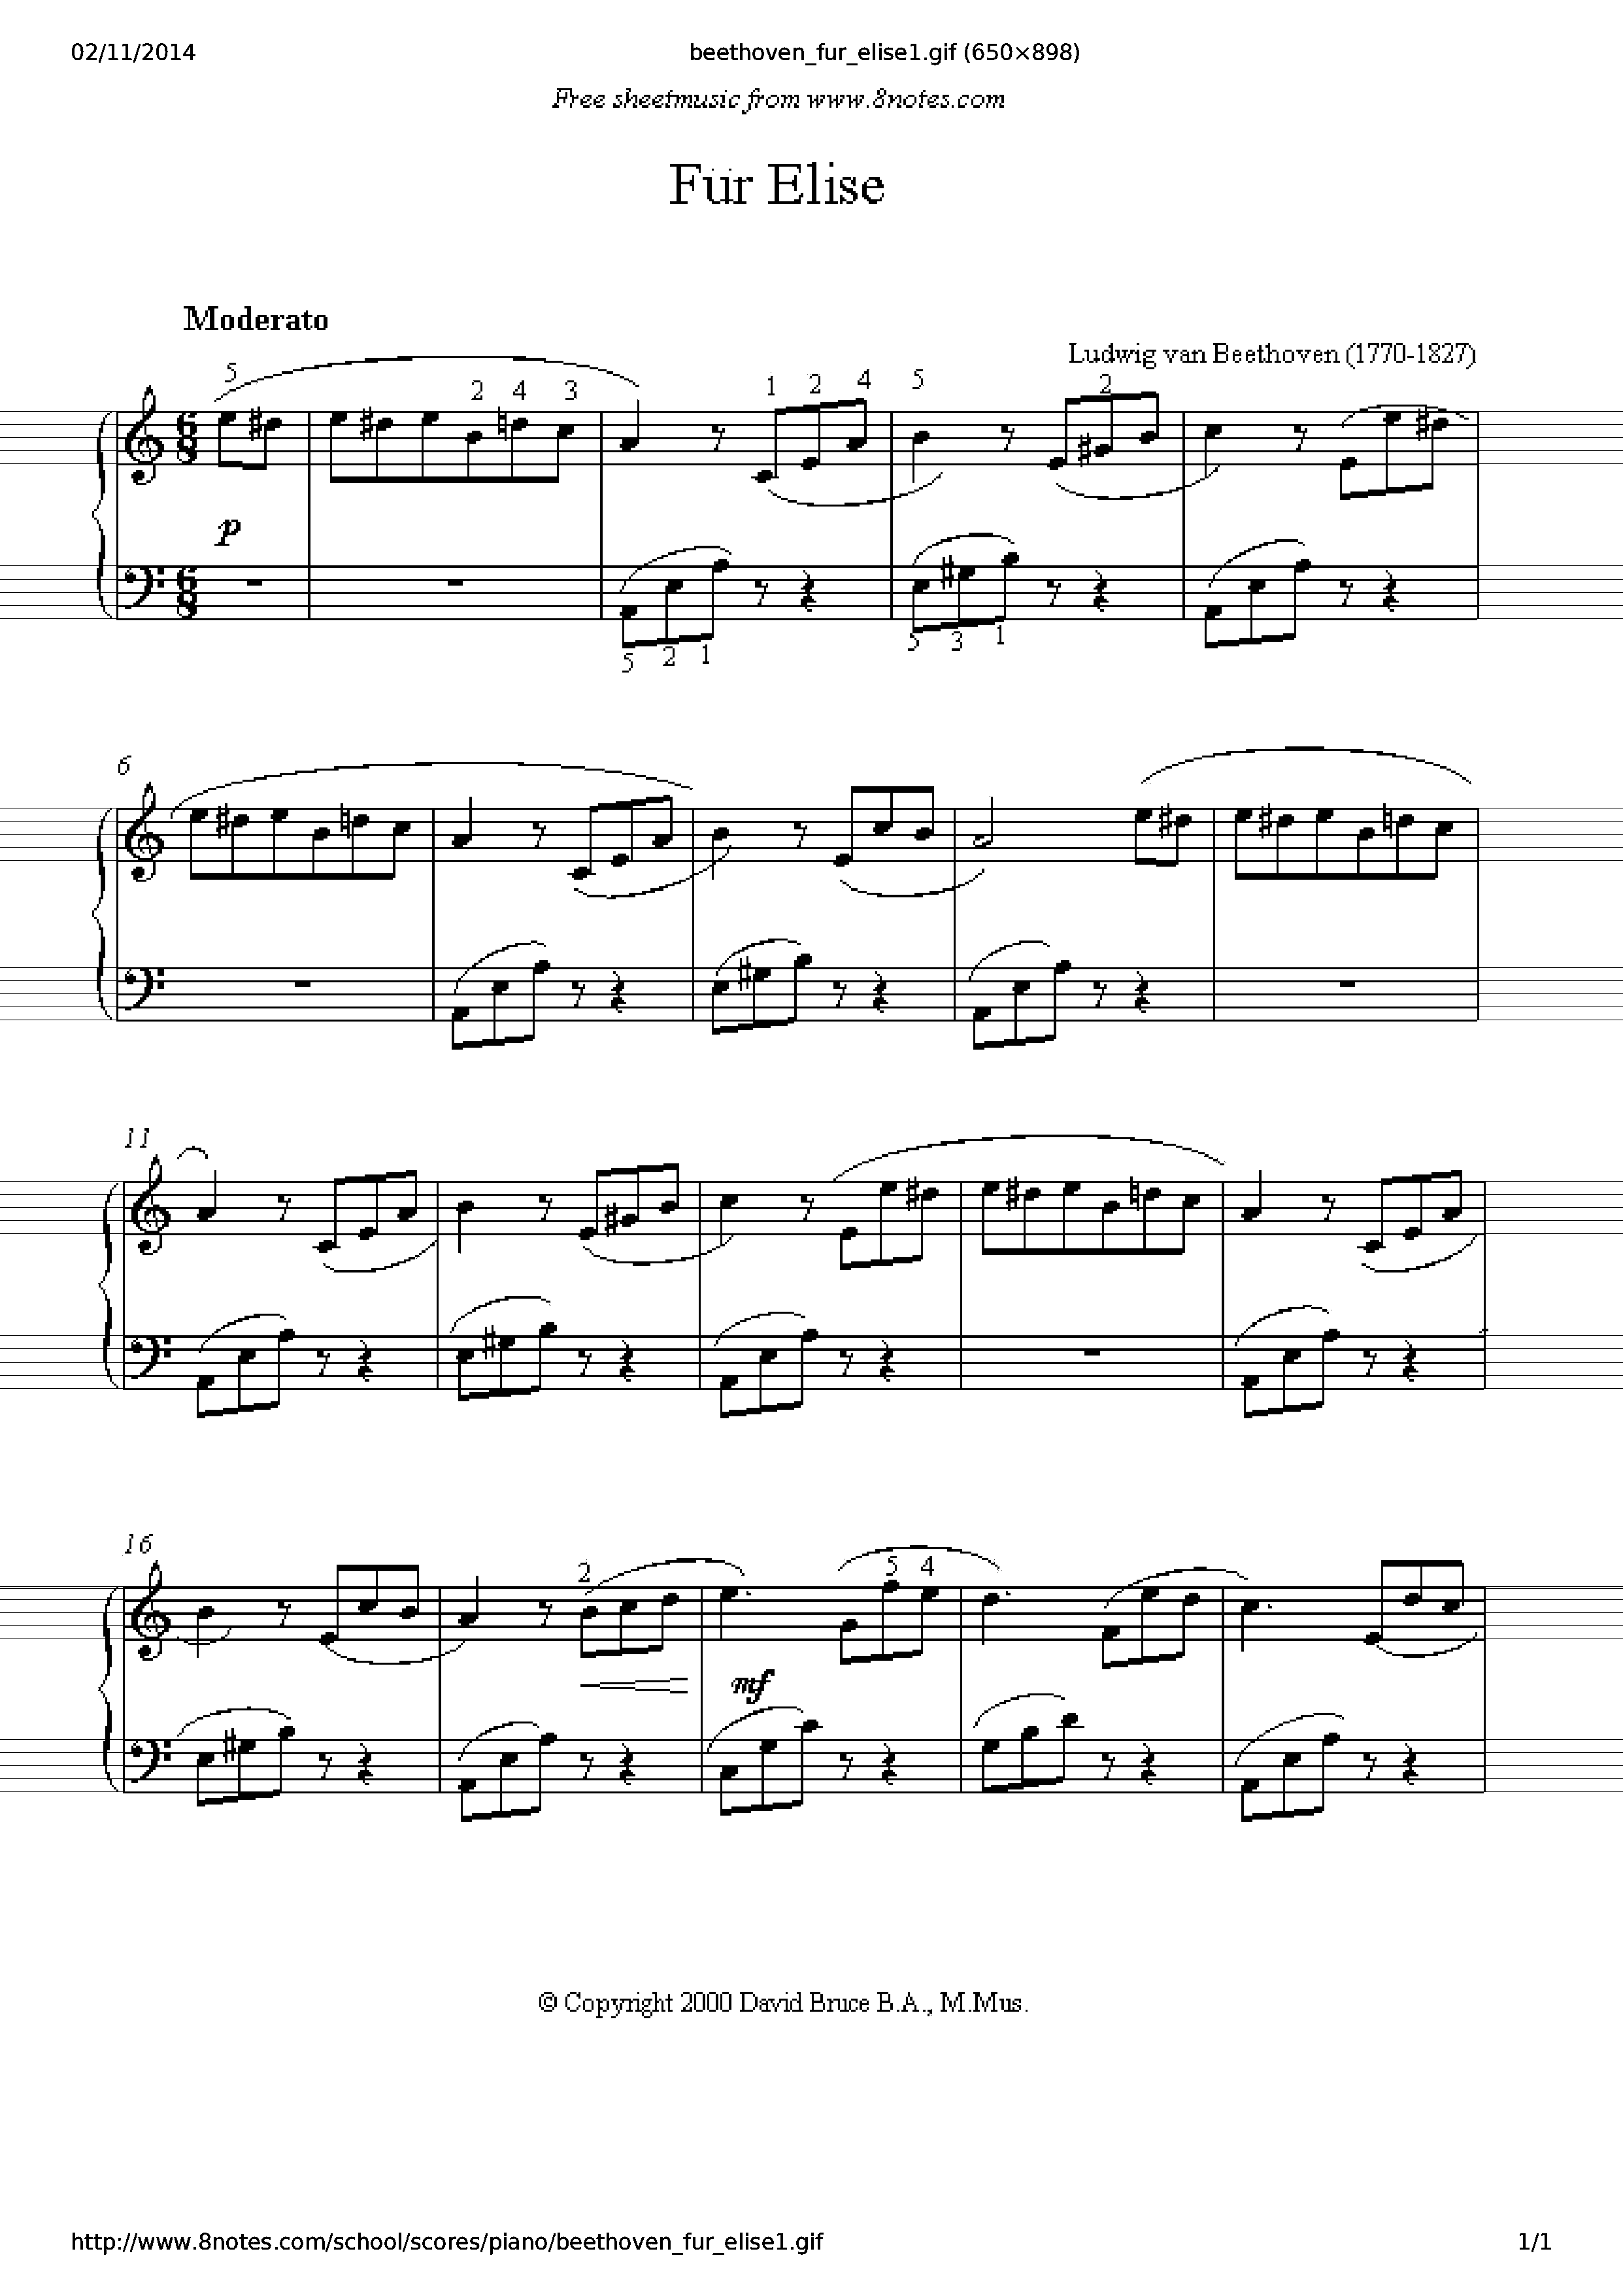 02/11/2014 beethoven_fur_elise1.gif (650×898)
Free sheetmusic from www.8notes.com
Für Elise
Moderato
Ludwig van Beethoven (1770-1827)
5 2 4 3 1 2 4 5 2
6 8
p
6 8
5 2 1 5 3 1
6
11
16
2 5 4
mf
© Copyright 2000 David Bruce B.A., M.Mus.
http://www.8notes.com/school/scores/piano/beethoven_fur_elise1.gif 1/1